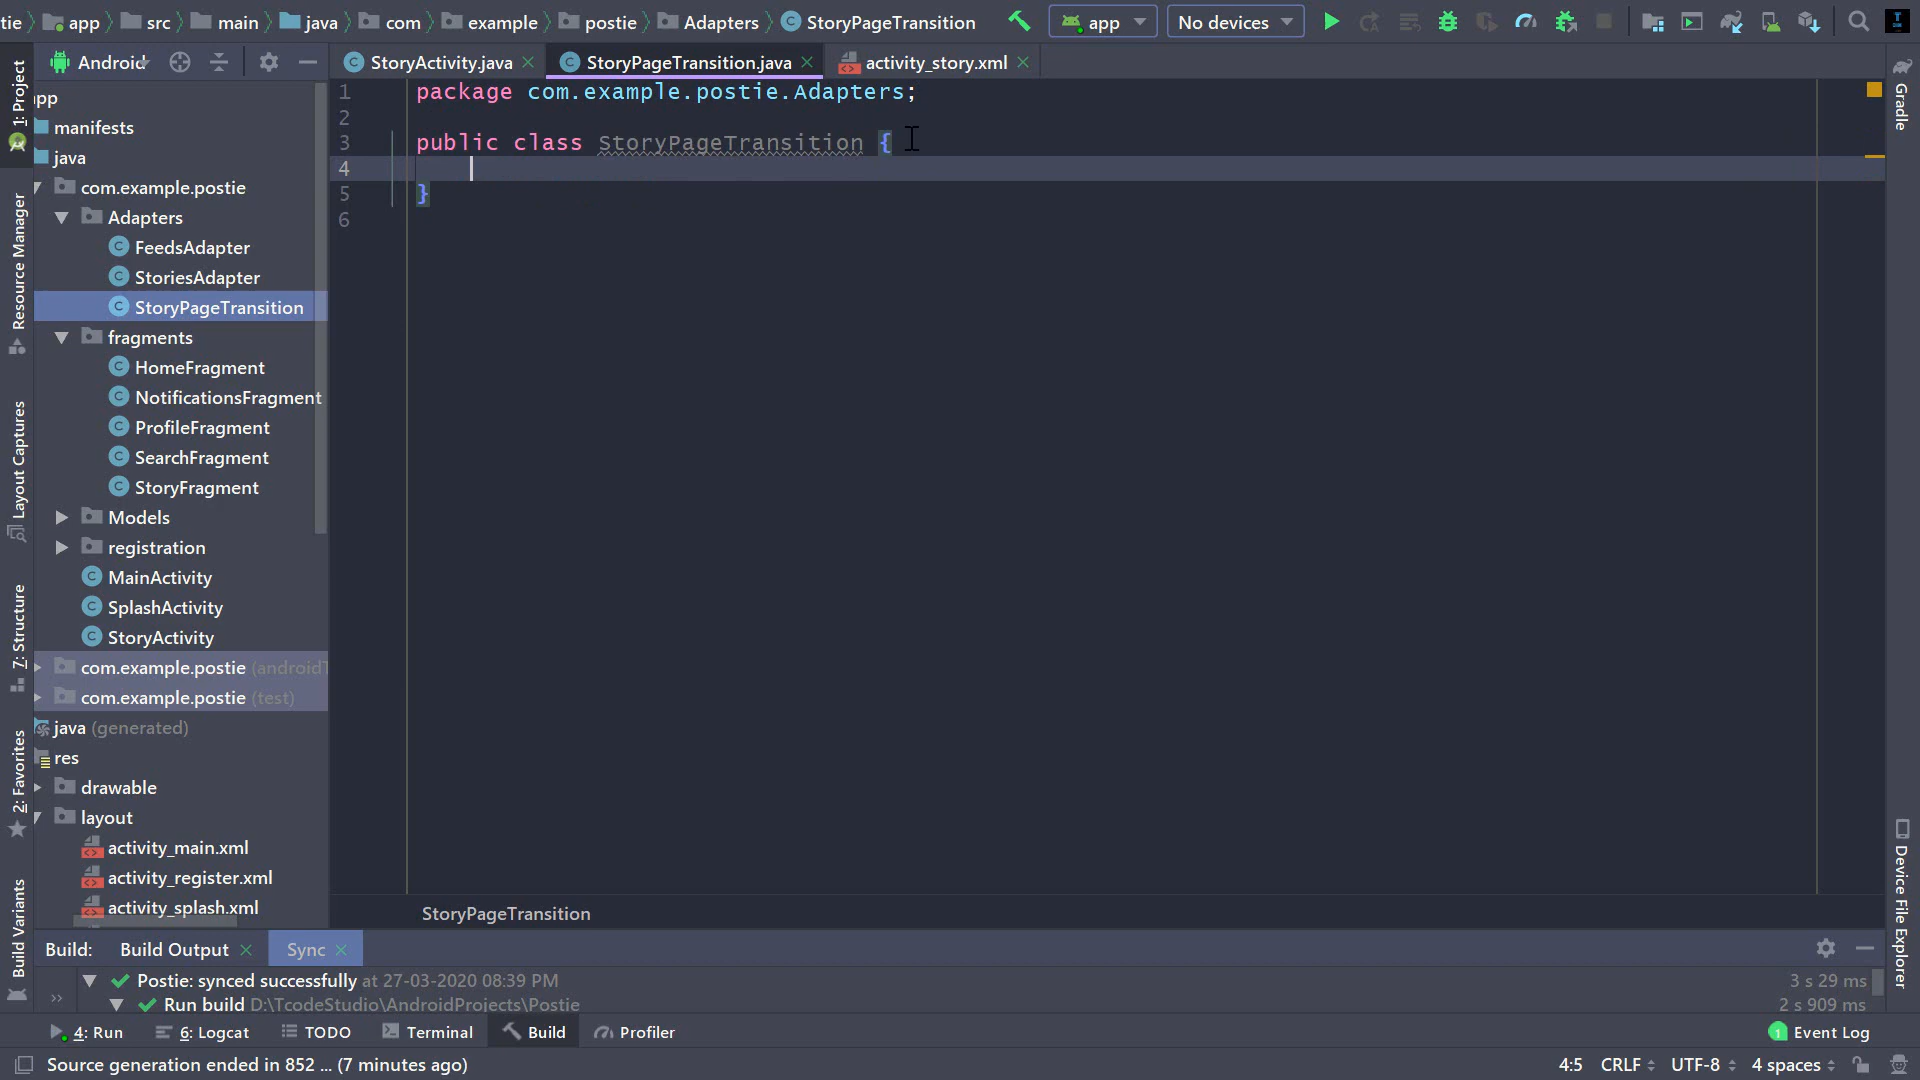 tie app src main java com example postie Adapters StoryPageTransition app No devices
1: Project
Resource Manager
Layout Captures
7: Structure
2: Favorites
Build Variants
Android
app
manifests
java
com.example.postie
Adapters
FeedsAdapter
StoriesAdapter
StoryPageTransition
fragments
HomeFragment
NotificationsFragment
ProfileFragment
SearchFragment
StoryFragment
Models
registration
MainActivity
SplashActivity
StoryActivity
com.example.postie (androidT
com.example.postie (test)
java (generated)
res
drawable
layout
activity_main.xml
activity_register.xml
activity_splash.xml
StoryActivity.java StoryPageTransition.java activity_story.xml
1 package com.example.postie.Adapters;
2
3 public class StoryPageTransition {
4
5 }
6
StoryPageTransition
Gradle
Device File Explorer
Build: Build Output Sync
Postie: synced successfully at 27-03-2020 08:39 PM 3 s 29 ms
Run build D:\TcodeStudio\AndroidProjects\Postie 2 s 909 ms
4: Run 6: Logcat TODO Terminal Build Profiler 1 Event Log
Source generation ended in 852 ... (7 minutes ago) 4:5 CRLF UTF-8 4 spaces